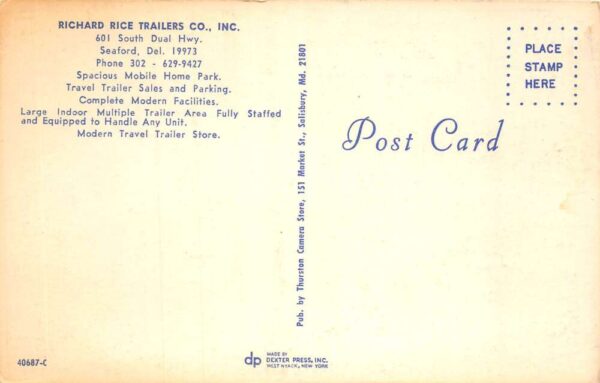 RICHARD RICE TRAILERS CO., INC.
601 South Dual Hwy.
Seaford, Del. 19973
Phone 302 - 629-9427
Spacious Mobile Home Park.
Travel Trailer Sales and Parking.
Complete Modern Facilities.
Large Indoor Multiple Trailer Area Fully Staffed
and Equipped to Handle Any Unit.
Modern Travel Trailer Store.
40687-C
Pub. by Thurston Camera Store, 151 Market St., Salisbury, Md. 21801
dp
MADE BY
DEXTER PRESS, INC.
WEST NYACK, NEW YORK
PLACE
STAMP
HERE
Post Card